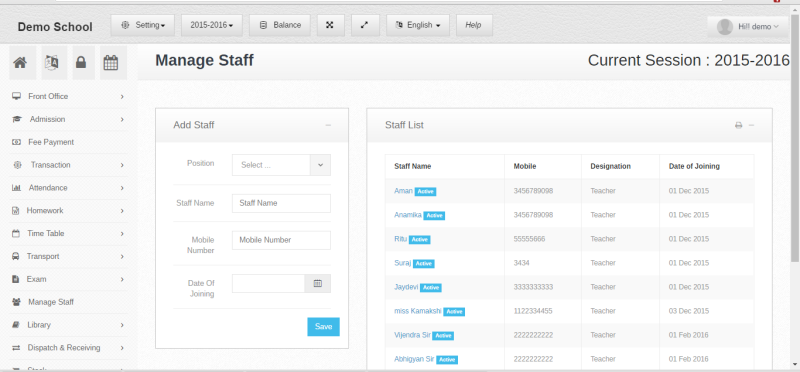 Demo School
Setting
2015-2016
Balance
English
Help
Hi!! demo
Manage Staff
Current Session : 2015-2016
Front Office
Admission
Fee Payment
Transaction
Attendance
Homework
Time Table
Transport
Exam
Manage Staff
Library
Dispatch & Receiving
Add Staff
Position
Select ...
Staff Name
Staff Name
Mobile Number
Mobile Number
Date Of Joining
Save
Staff List
Staff Name Mobile Designation Date of Joining
Aman Active 3456789098 Teacher 01 Dec 2015
Anamika Active 3456789098 Teacher 01 Dec 2015
Ritu Active 55555666 Teacher 01 Dec 2015
Suraj Active 3434 Teacher 01 Dec 2015
Jaydevi Active 3333333333 Teacher 01 Dec 2015
miss Kamakshi Active 1122334455 Teacher 03 Dec 2015
Vijendra Sir Active 2222222222 Teacher 01 Feb 2016
Abhigyan Sir Active 2222222222 Teacher 01 Feb 2016